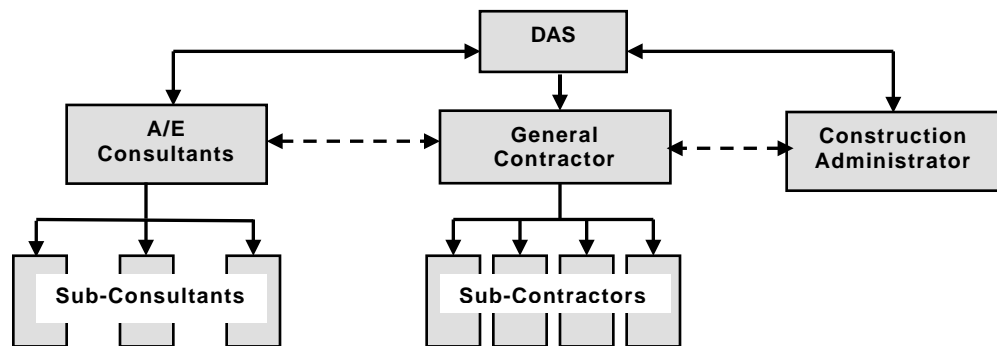 DAS
A/E
Consultants
General
Contractor
Construction
Administrator
Sub-Consultants
Sub-Contractors